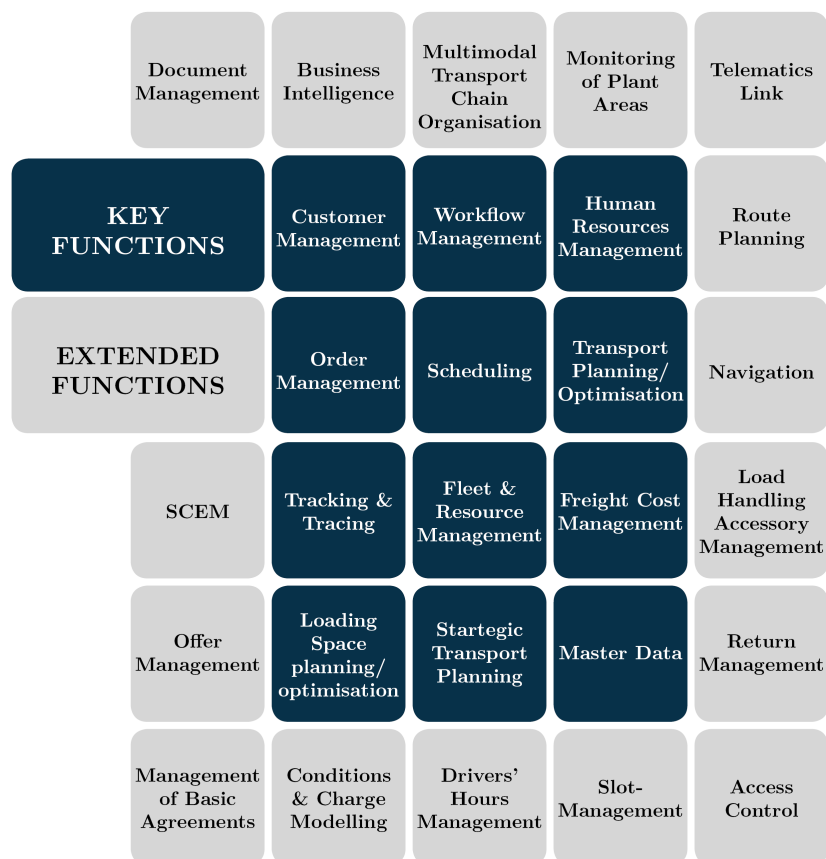 Document
Management
Business
Intelligence
Multimodal
Transport
Chain
Organisation
Monitoring
of Plant
Areas
Telematics
Link
KEY
FUNCTIONS
Customer
Management
Workflow
Management
Human
Resources
Management
Route
Planning
EXTENDED
FUNCTIONS
Order
Management
Scheduling
Transport
Planning/
Optimisation
Navigation
SCEM
Tracking &
Tracing
Fleet &
Resource
Management
Freight Cost
Management
Load
Handling
Accessory
Management
Offer
Management
Loading
Space
planning/
optimisation
Startegic
Transport
Planning
Master Data
Return
Management
Management
of Basic
Agreements
Conditions
& Charge
Modelling
Drivers'
Hours
Management
Slot-
Management
Access
Control